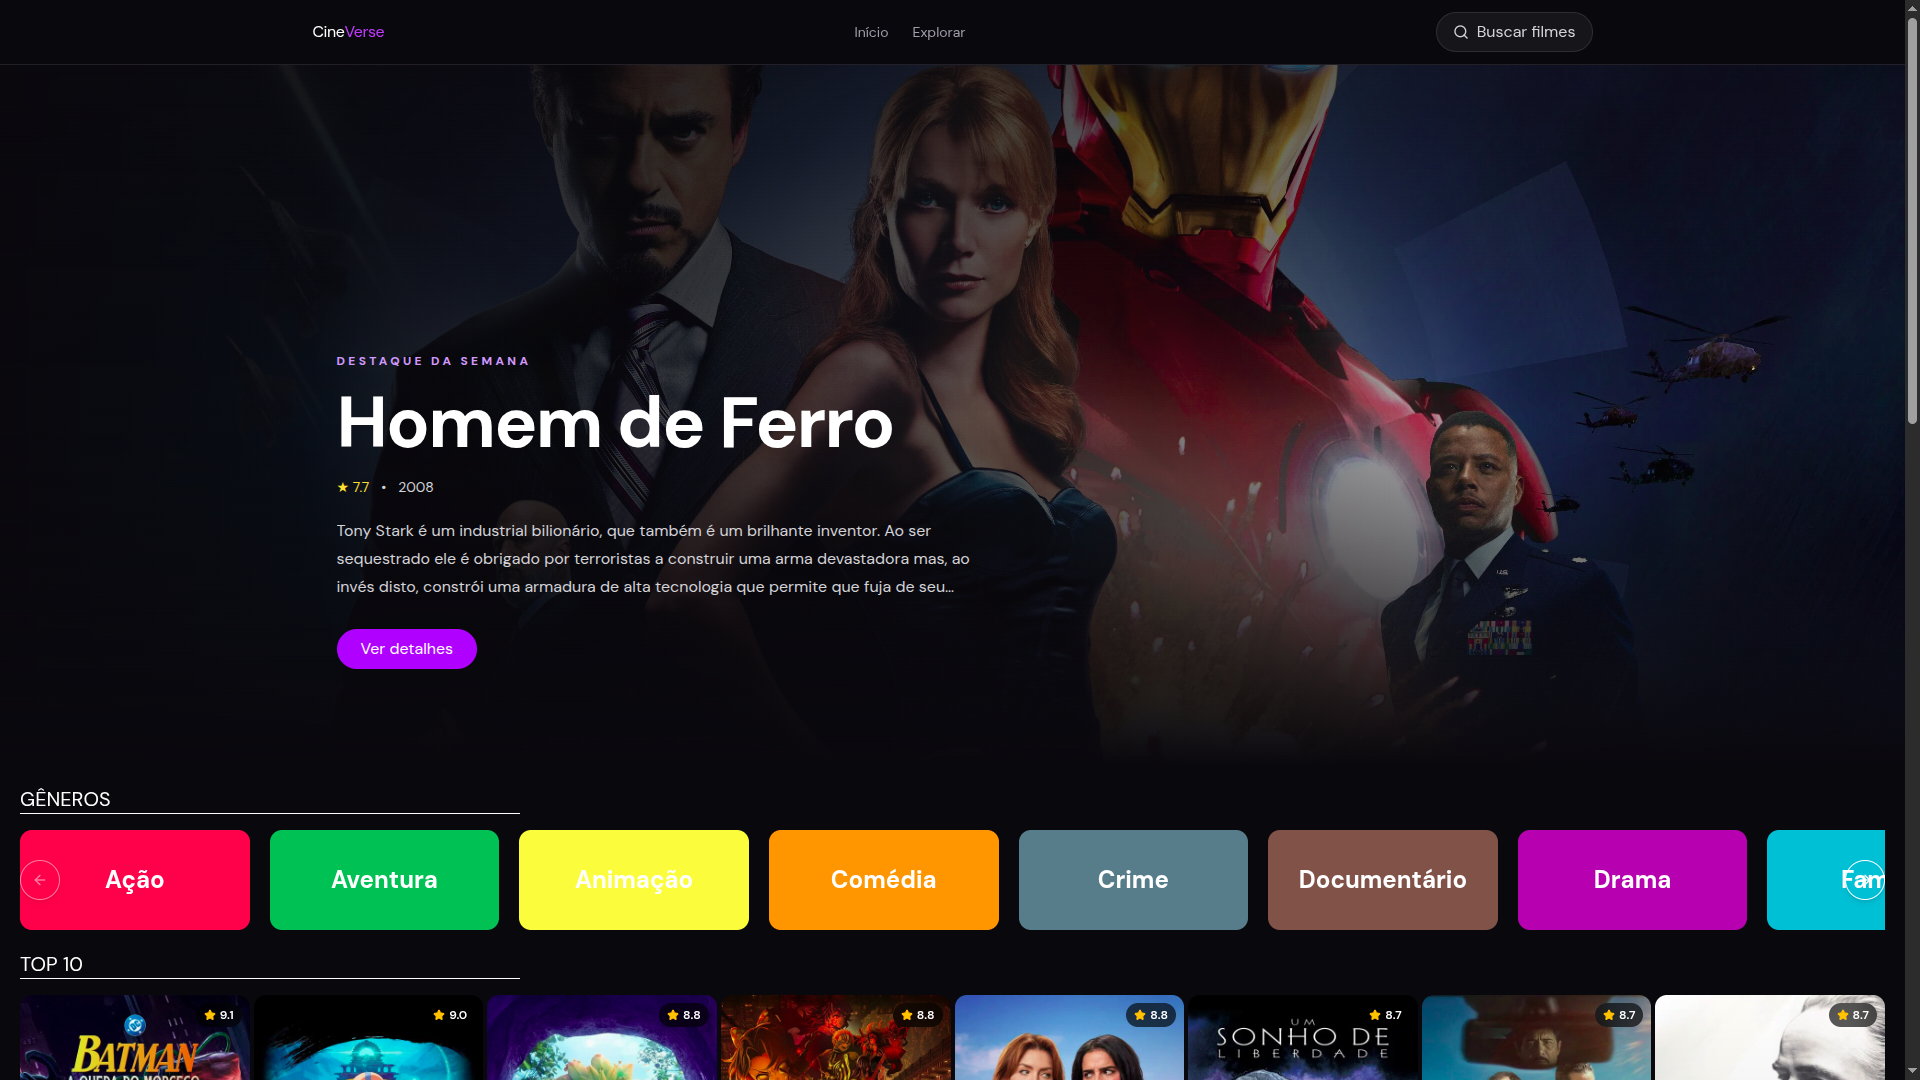 CineVerse
Início
Explorar
Buscar filmes
DESTAQUE DA SEMANA
Homem de Ferro
★ 7.7 • 2008
Tony Stark é um industrial bilionário, que também é um brilhante inventor. Ao ser
sequestrado ele é obrigado por terroristas a construir uma arma devastadora mas, ao
invés disto, constrói uma armadura de alta tecnologia que permite que fuja de seu...
Ver detalhes
GÊNEROS
Ação
Aventura
Animação
Comédia
Crime
Documentário
Drama
TOP 10
9.1
9.0
8.8
8.8
8.8
8.7
8.7
8.7
BATMAN
A QUEDA DO MORCEGO
UM
SONHO DE
LIBERDADE